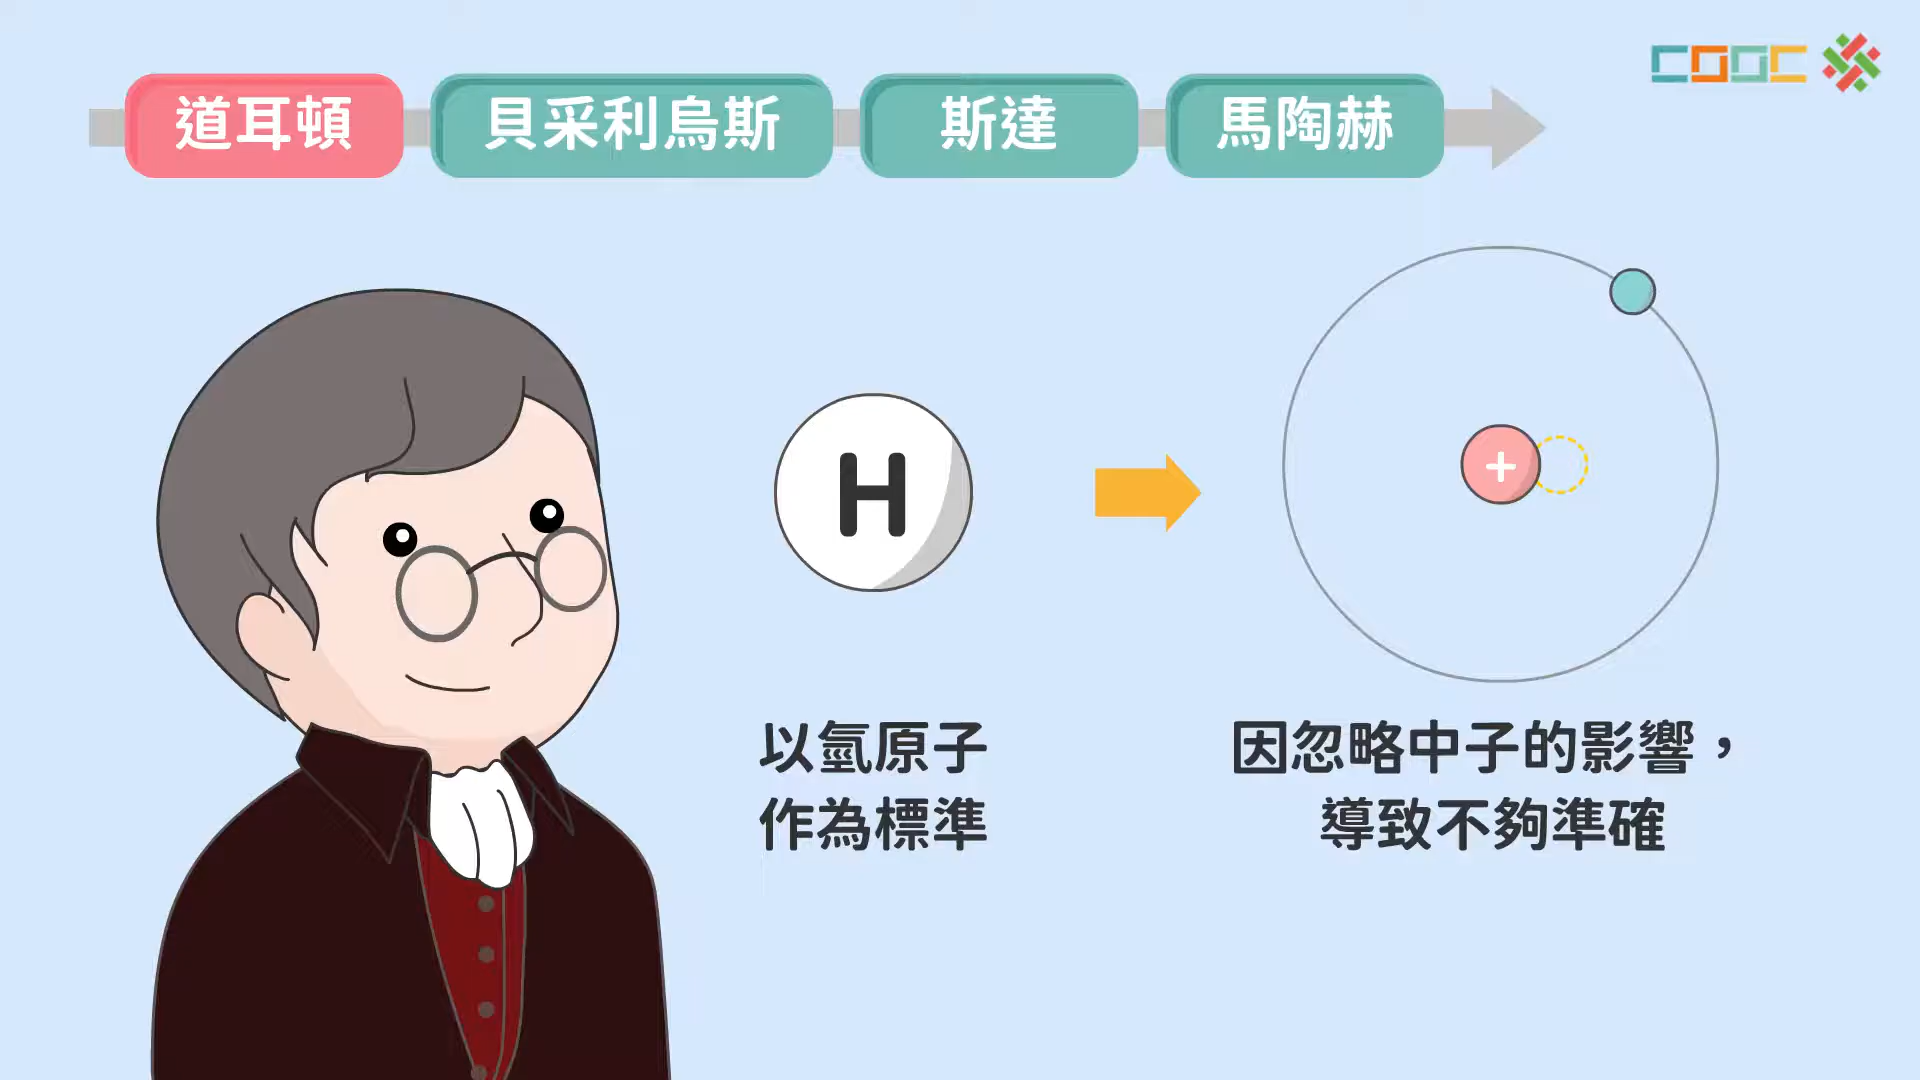 道耳頓
貝采利烏斯
斯達
馬陶赫
COOC
H
+
以氫原子
作為標準
因忽略中子的影響，
導致不夠準確